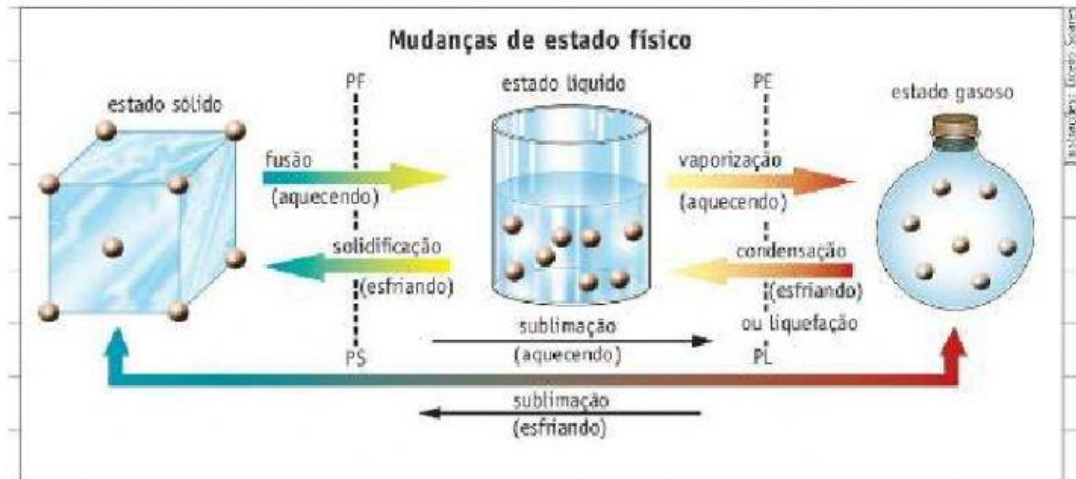 Mudanças de estado físico
estado sólido
PF
estado líquido
PE
estado gasoso
fusão
(aquecendo)
vaporização
(aquecendo)
solidificação
(esfriando)
condensação
(esfriando)
ou liquefação
sublimação
(aquecendo)
PS
PL
sublimação
(esfriando)
Soares